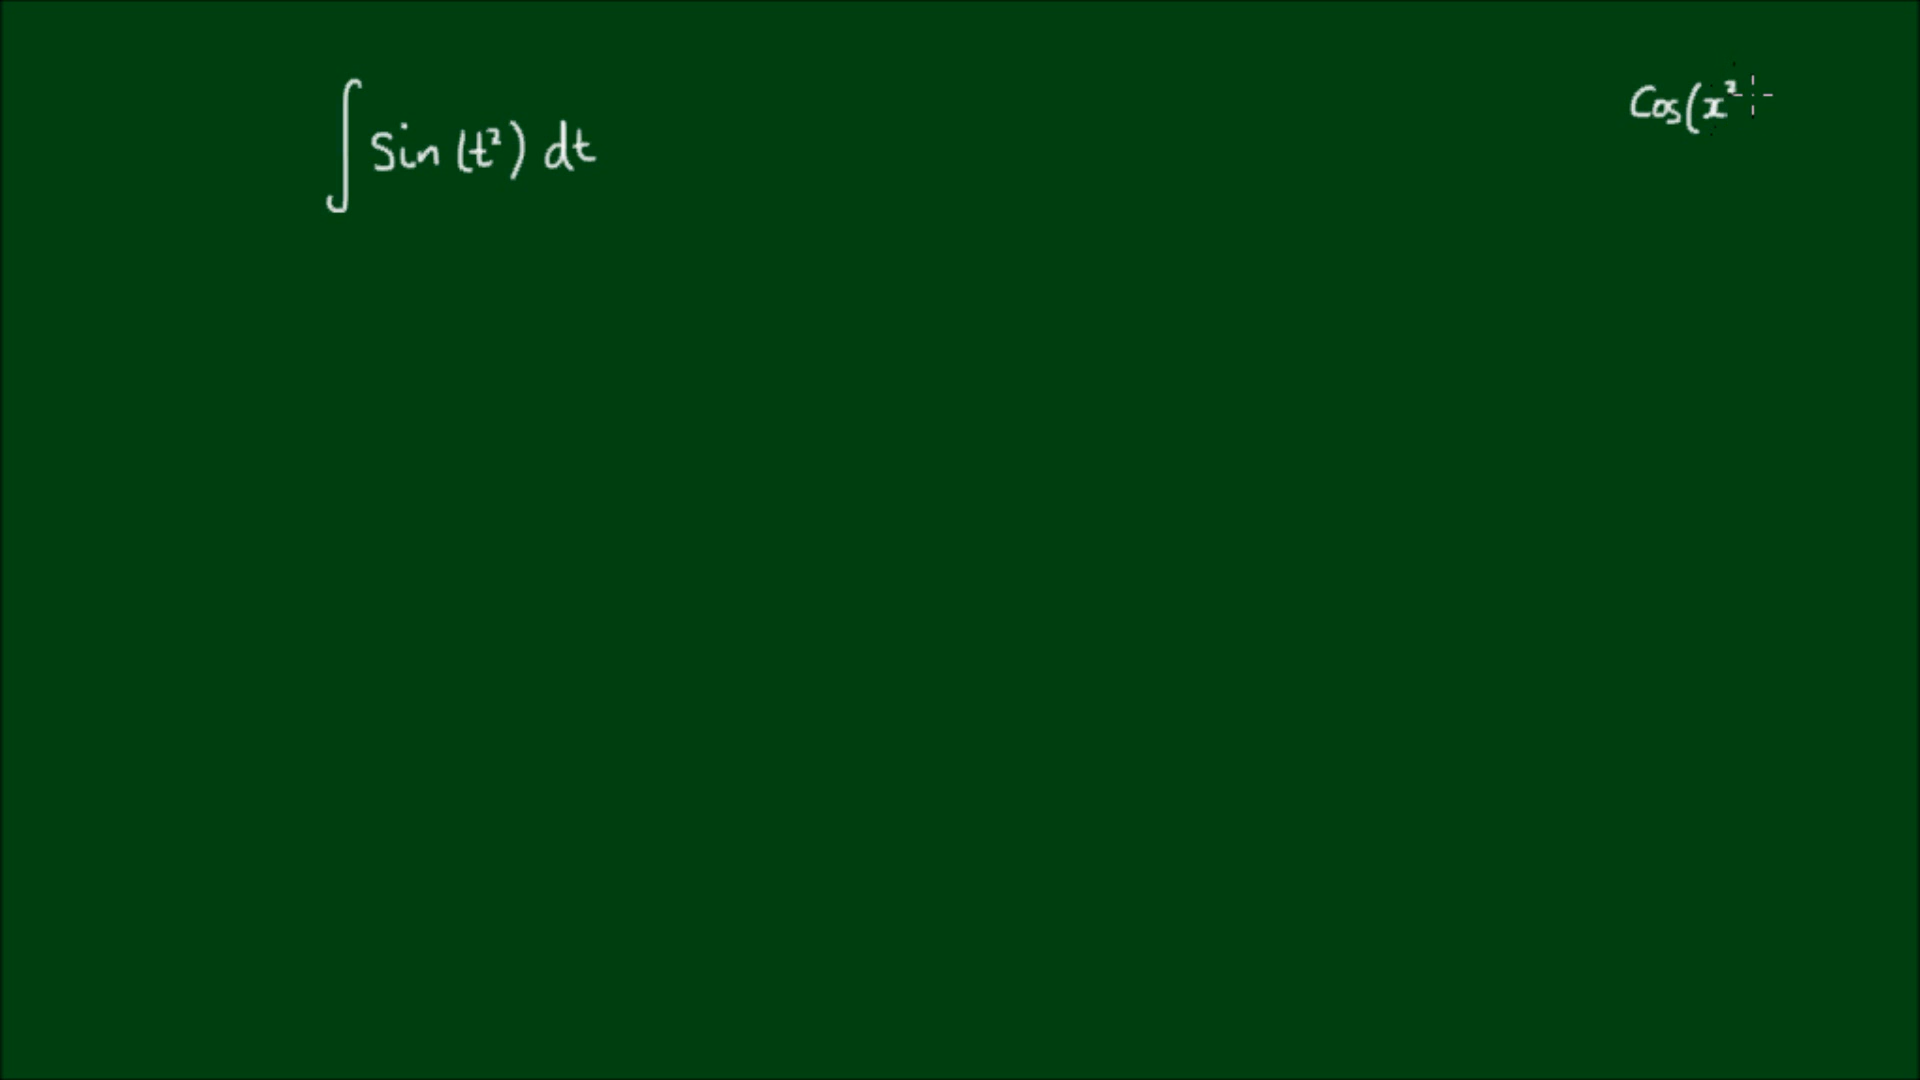 ∫ Sin (t²) dt
Cos(x²